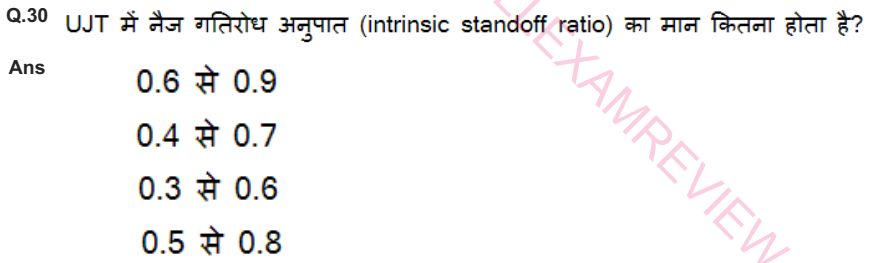 Q.30 UJT में नैज गतिरोध अनुपात (intrinsic standoff ratio) का मान कितना होता है?
Ans
0.6 से 0.9
0.4 से 0.7
0.3 से 0.6
0.5 से 0.8
EXAMREVIEW